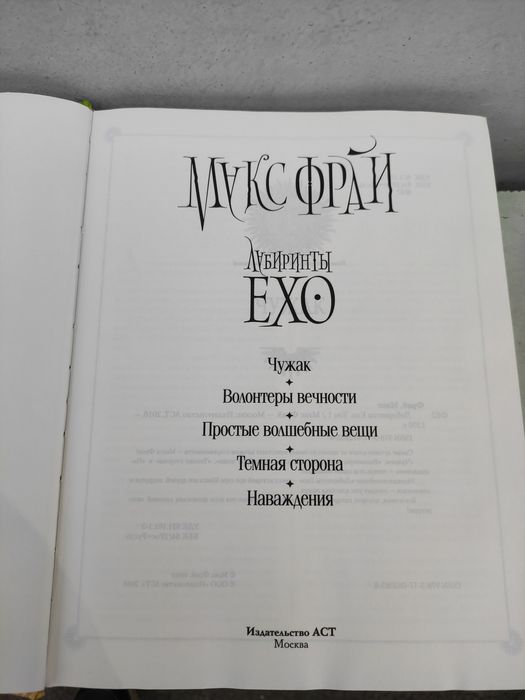 МАКС ФРАЙ
ЛАБИРИНТЫ
ЕХО
Чужак
Волонтеры вечности
Простые волшебные вещи
Темная сторона
Наваждения
Издательство АСТ
Москва